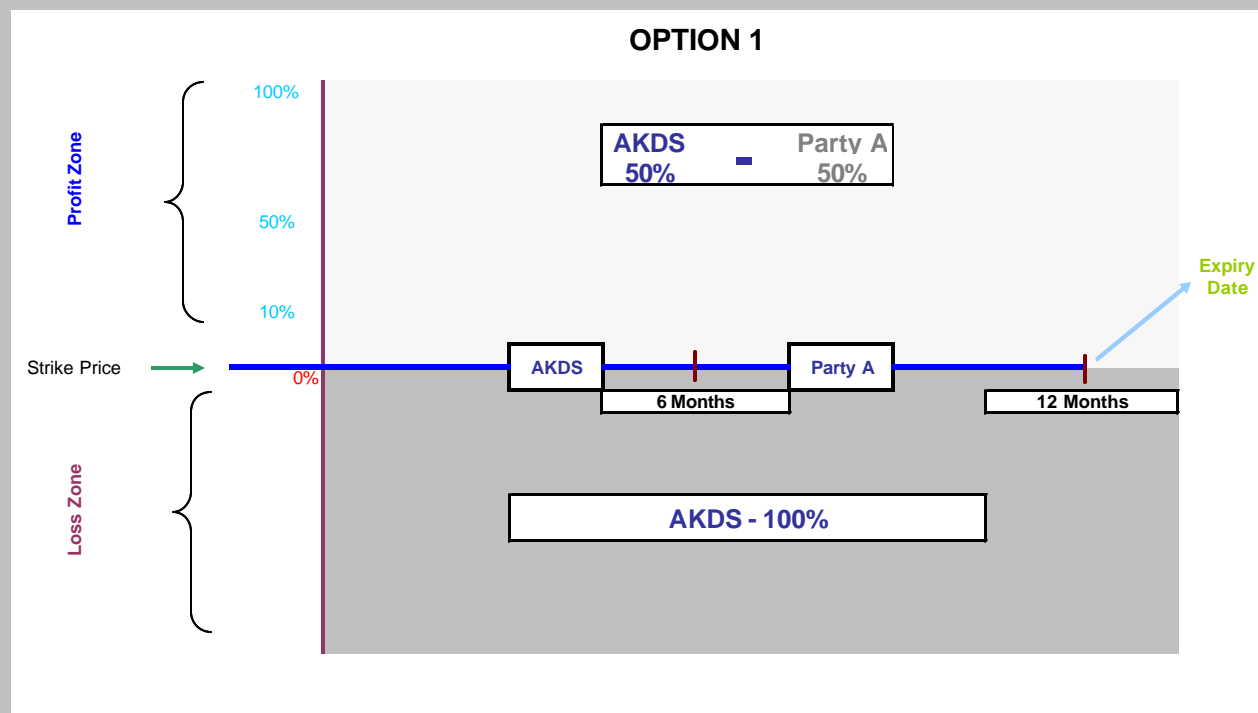 OPTION 1
Profit Zone
100%
50%
10%
AKDS
50%
-
Party A
50%
Expiry
Date
Strike Price
0%
AKDS
Party A
6 Months
12 Months
Loss Zone
AKDS - 100%